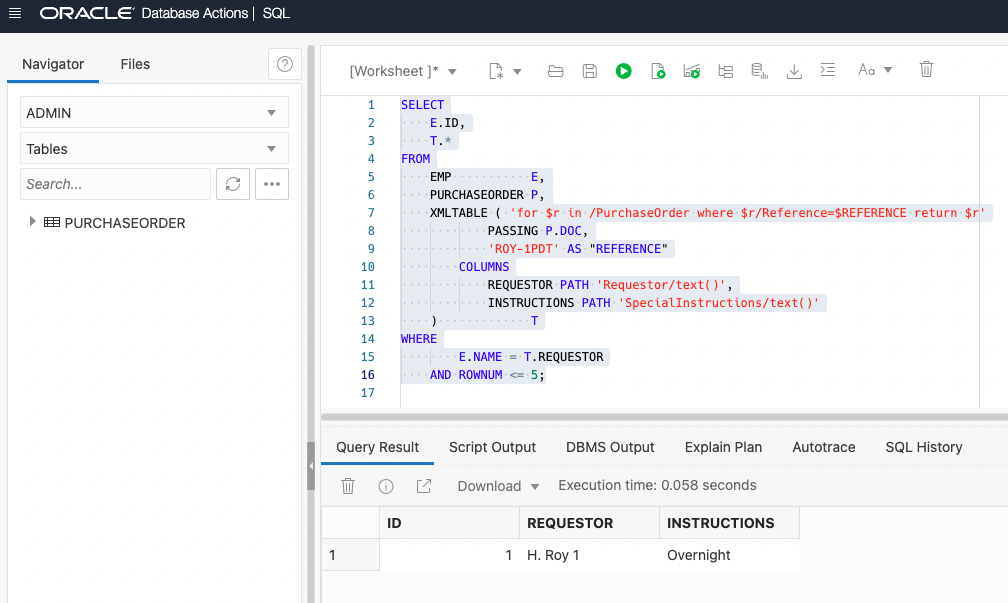 ORACLE Database Actions | SQL
Navigator
Files
ADMIN
Tables
Search...
PURCHASEORDER
[Worksheet ]*
Aa
1 SELECT
2 E.ID,
3 T.*
4 FROM
5 EMP E,
6 PURCHASEORDER P,
7 XMLTABLE ( 'for $r in /PurchaseOrder where $r/Reference=$REFERENCE return $r'
8 PASSING P.DOC,
9 'ROY-1PDT' AS "REFERENCE"
10 COLUMNS
11 REQUESTOR PATH 'Requestor/text()',
12 INSTRUCTIONS PATH 'SpecialInstructions/text()'
13 ) T
14 WHERE
15 E.NAME = T.REQUESTOR
16 AND ROWNUM <= 5;
17
Query Result Script Output DBMS Output Explain Plan Autotrace SQL History
Download Execution time: 0.058 seconds
ID REQUESTOR INSTRUCTIONS
1 1 H. Roy 1 Overnight